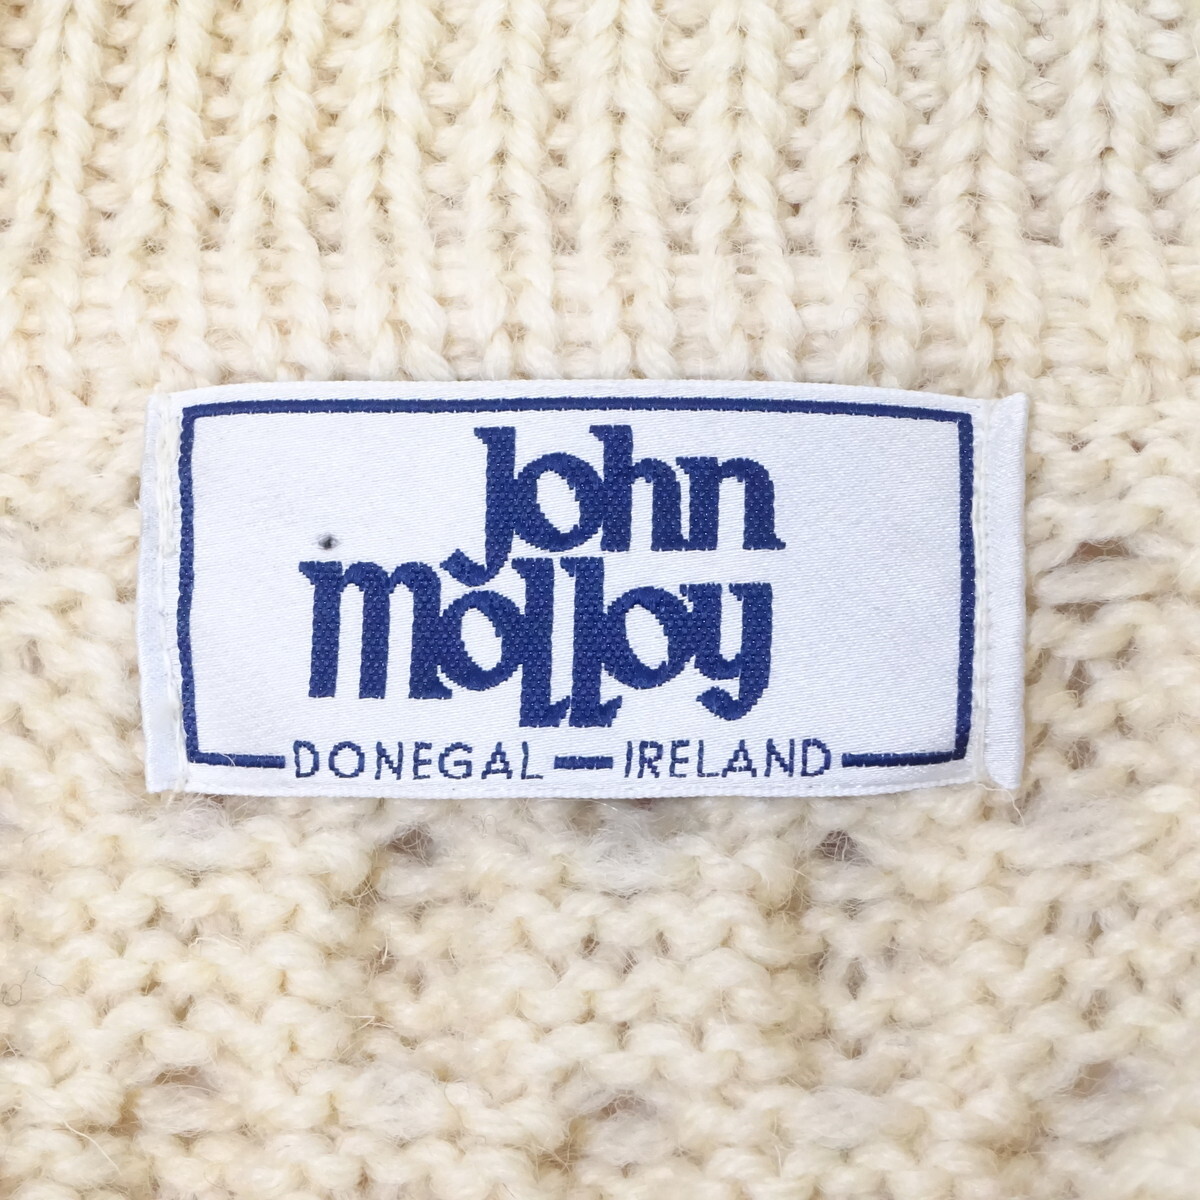 John
molloy
DONEGAL — IRELAND